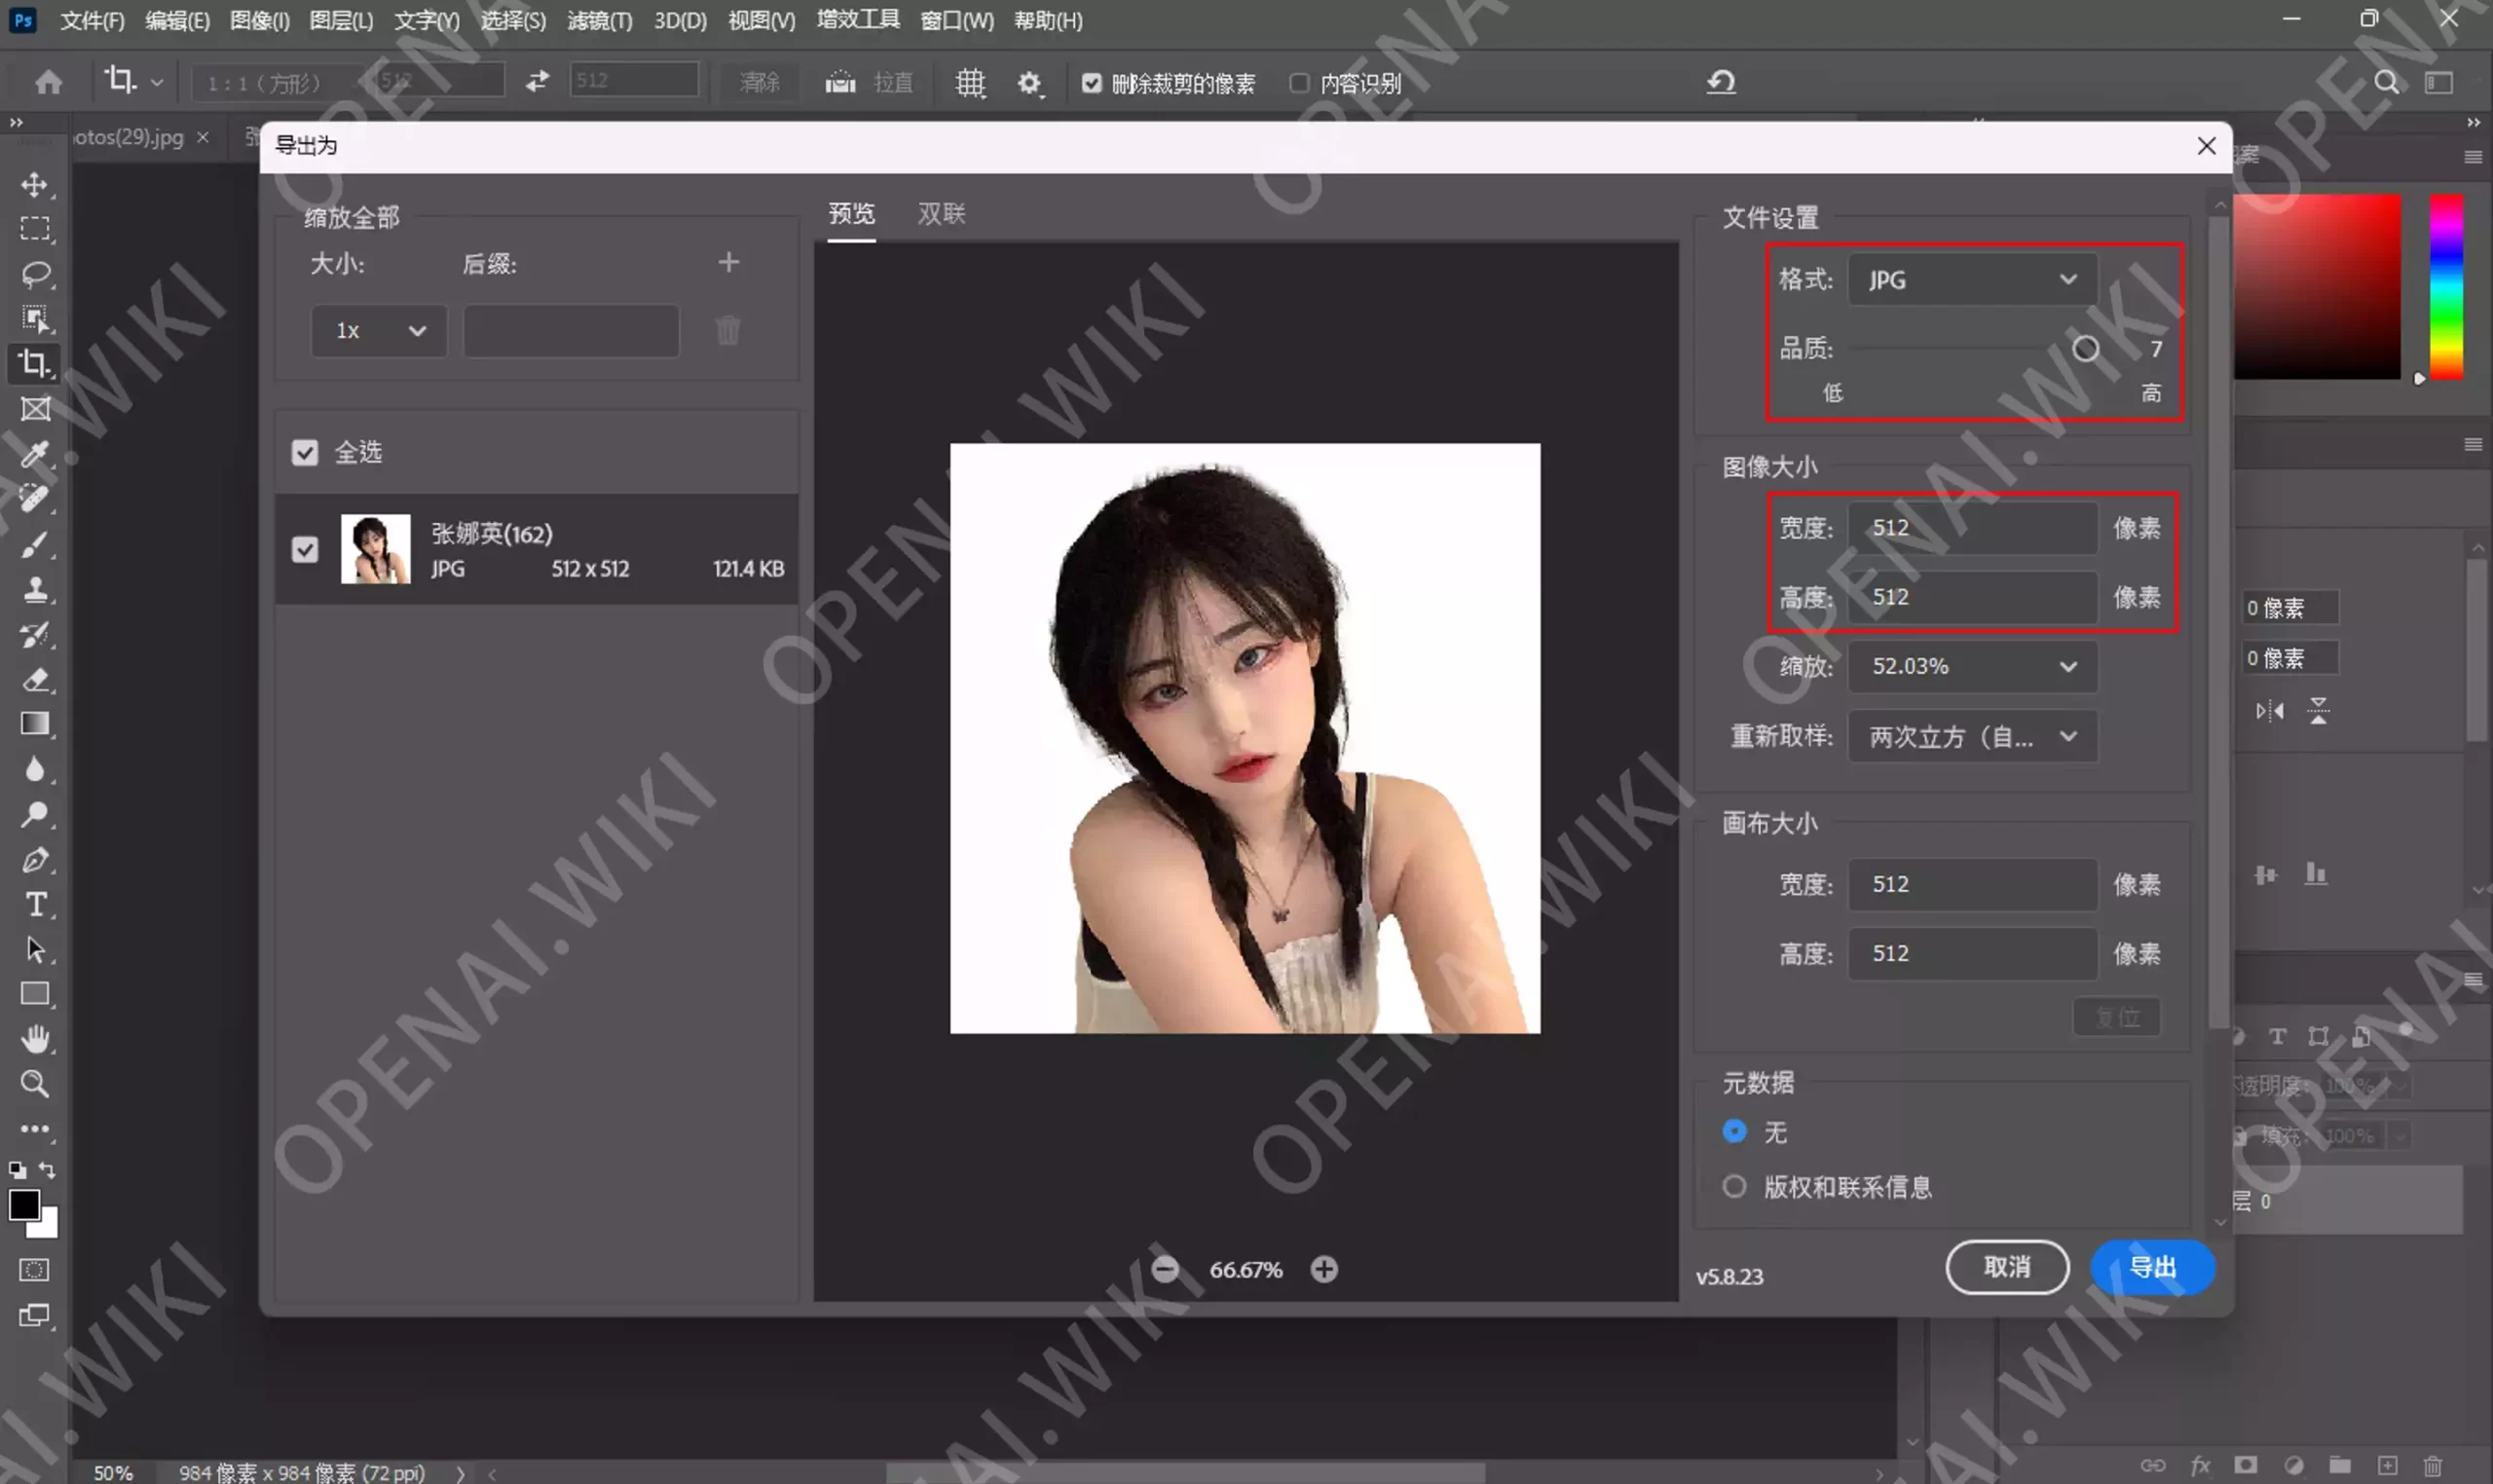 Ps 文件(F) 编辑(E) 图像(I) 图层(L) 文字(Y) 选择(S) 滤镜(T) 3D(D) 视图(V) 增效工具 窗口(W) 帮助(H)
1 : 1 (方形) 512 512 清除 拉直 删除裁剪的像素 内容识别
otos(29).jpg ×
导出为
缩放全部
大小: 后缀:
1x
全选
张娜英(162)
JPG 512 x 512 121.4 KB
预览 双联
66.67%
文件设置
格式: JPG
品质: 7
低 高
图像大小
宽度: 512 像素
高度: 512 像素
缩放: 52.03%
重新取样: 两次立方（自...
画布大小
宽度: 512 像素
高度: 512 像素
复位
元数据
无
版权和联系信息
v5.8.23 取消 导出
0 像素
0 像素
透明度: 100%
填充: 100%
层 0
50% 984 像素 x 984 像素 (72 ppi)
OPENAI.WIKI
OPENAI.WIKI
OPENAI.WIKI
OPENAI.WIKI
OPENAI.WIKI